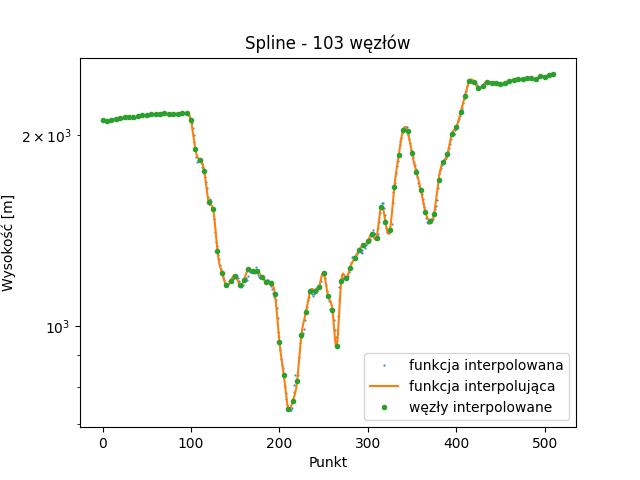 Spline - 103 węzłów
2 × 10³
10³
Wysokość [m]
0 100 200 300 400 500
Punkt
funkcja interpolowana
funkcja interpolująca
węzły interpolowane